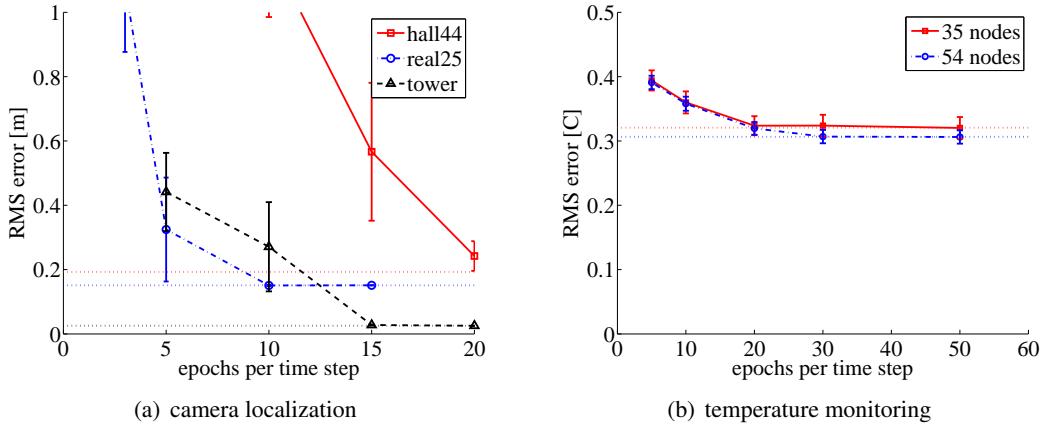 1
0.8
0.6
0.4
0.2
0
RMS error [m]
0 5 10 15 20
epochs per time step
hall44
real25
tower
(a) camera localization
0.5
0.4
0.3
0.2
0.1
0
RMS error [C]
0 10 20 30 40 50 60
epochs per time step
35 nodes
54 nodes
(b) temperature monitoring